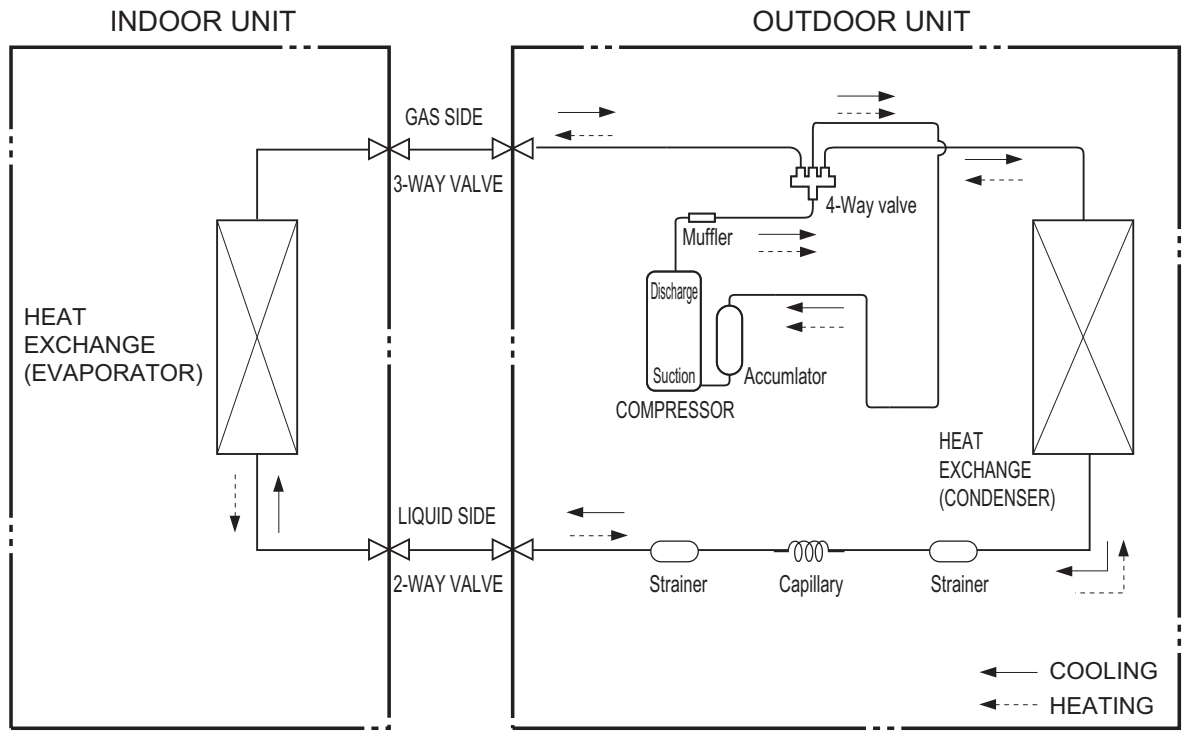 INDOOR UNIT
OUTDOOR UNIT
GAS SIDE
3-WAY VALVE
4-Way valve
Muffler
Discharge
Suction
COMPRESSOR
Accumlator
HEAT
EXCHANGE
(EVAPORATOR)
HEAT
EXCHANGE
(CONDENSER)
LIQUID SIDE
2-WAY VALVE
Strainer
Capillary
Strainer
COOLING
HEATING